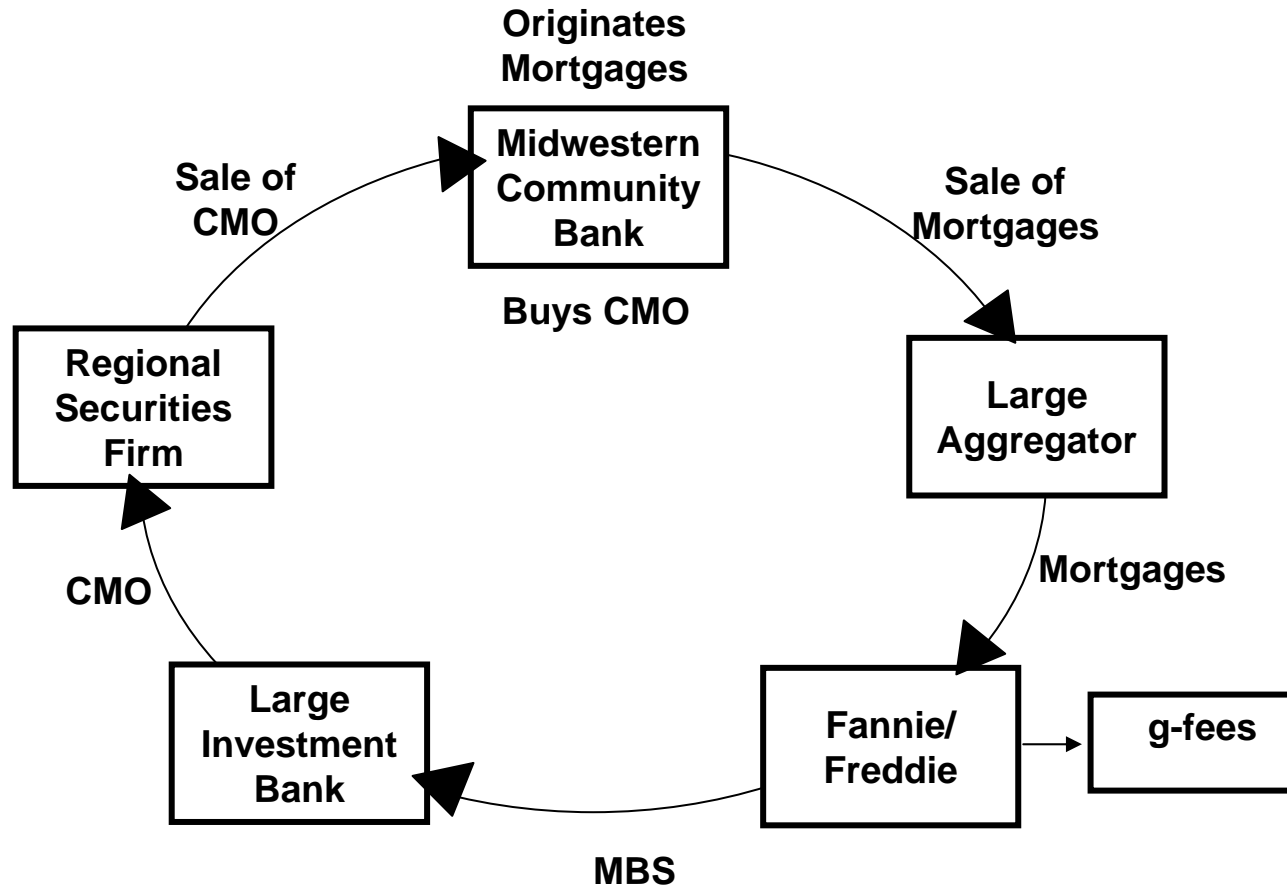 Originates
Mortgages
Midwestern
Community
Bank
Buys CMO
Sale of
CMO
Sale of
Mortgages
Regional
Securities
Firm
Large
Aggregator
CMO
Mortgages
Large
Investment
Bank
Fannie/
Freddie
g-fees
MBS